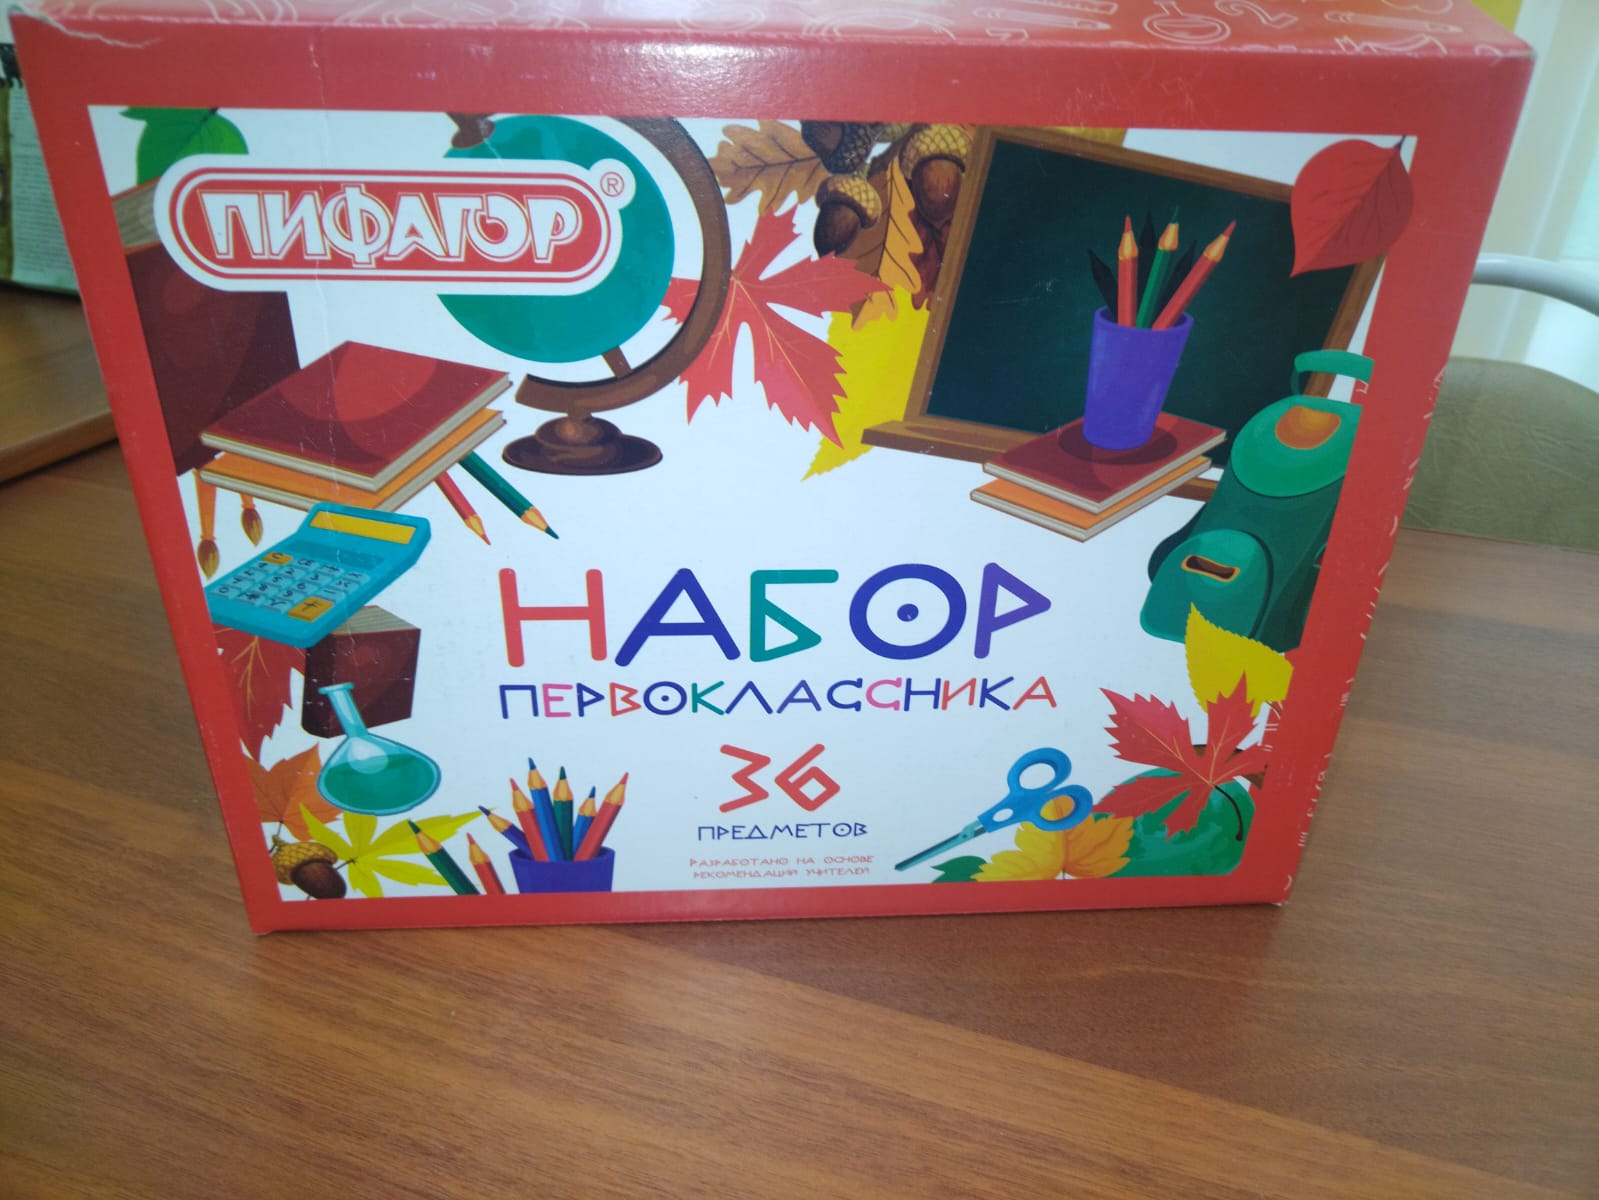 ПИФАГОР®
НАБОР
ПЕРВОКЛАССНИКА
36
ПРЕДМЕТОВ
РАЗРАБОТАНО НА ОСНОВЕ
РЕКОМЕНДАЦИЙ УЧИТЕЛЕЙ